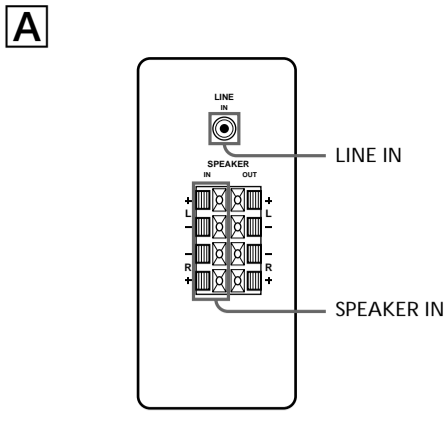 A
LINE
IN
LINE IN
SPEAKER
IN OUT
+ +
L L
– –
– –
R R
+ +
SPEAKER IN